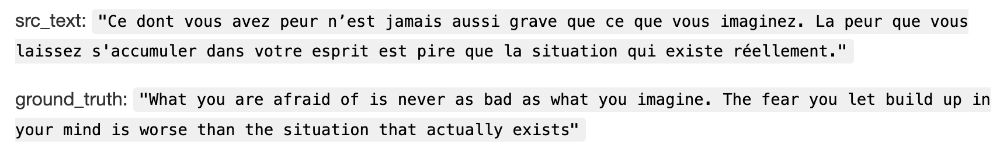 src_text: "Ce dont vous avez peur n’est jamais aussi grave que ce que vous imaginez. La peur que vous
laissez s'accumuler dans votre esprit est pire que la situation qui existe réellement."
ground_truth: "What you are afraid of is never as bad as what you imagine. The fear you let build up in
your mind is worse than the situation that actually exists"